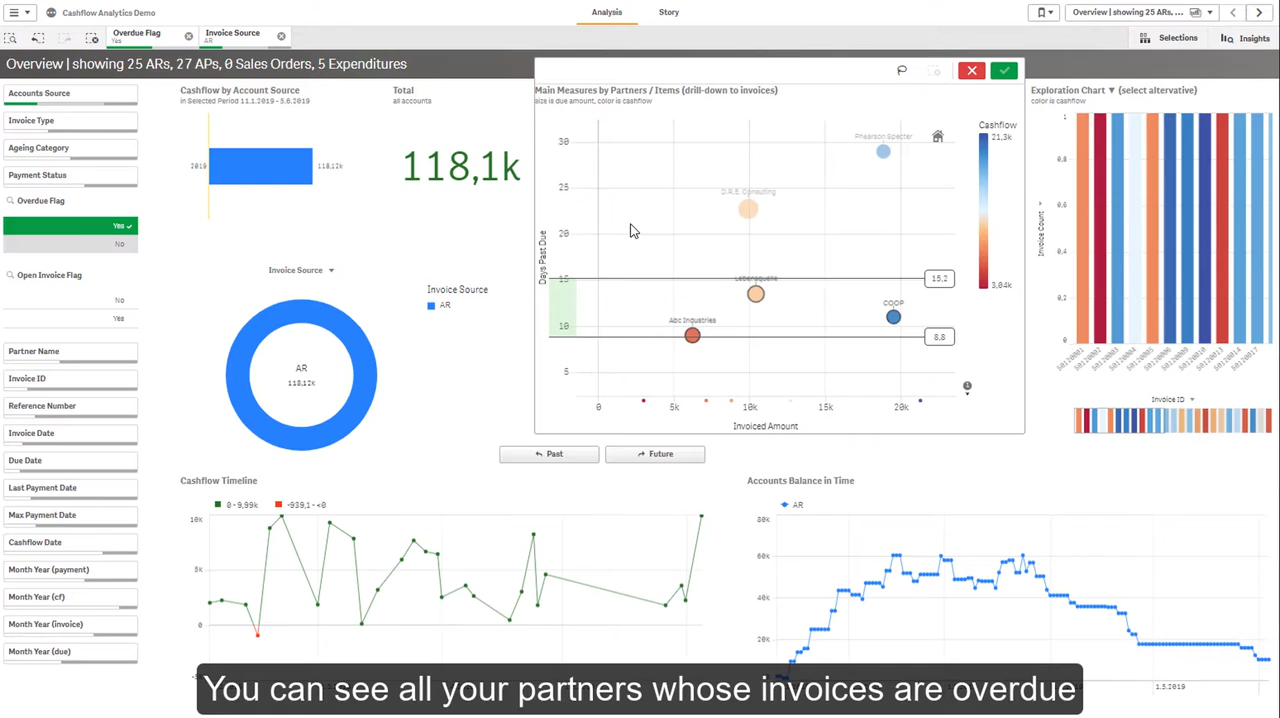 Cashflow Analytics Demo
Analysis
Story
Overview | showing 25 ARs, ...
Overdue Flag
Yes
Invoice Source
AR
Selections
Insights
Overview | showing 25 ARs, 27 APs, 0 Sales Orders, 5 Expenditures
Accounts Source
Invoice Type
Ageing Category
Payment Status
Overdue Flag
Yes
No
Open Invoice Flag
No
Yes
Partner Name
Invoice ID
Reference Number
Invoice Date
Due Date
Last Payment Date
Max Payment Date
Cashflow Date
Month Year (payment)
Month Year (cf)
Month Year (invoice)
Month Year (due)
Cashflow by Account Source
in Selected Period 11.1.2019 - 5.6.2019
2019
118,12k
Total
all accounts
118,1k
Invoice Source
AR
118,12k
Invoice Source
AR
Main Measures by Partners / Items (drill-down to invoices)
size is due amount, color is cashflow
Days Past Due
30
25
20
15
10
5
Phearson Specter
D.R.E. Consulting
COOP
Abc Industries
15,2
8,8
0
5k
10k
15k
20k
Invoiced Amount
Cashflow
21,3k
3,04k
1
Exploration Chart ▼ (select alvertative)
color is cashflow
Invoice Count
1
0,8
0,6
0,4
0,2
0
Invoice ID
Past
Future
Cashflow Timeline
0 - 9,99k
-939,1 - <0
10k
5k
0
Accounts Balance in Time
AR
80k
60k
40k
20k
1.5.2019
You can see all your partners whose invoices are overdue